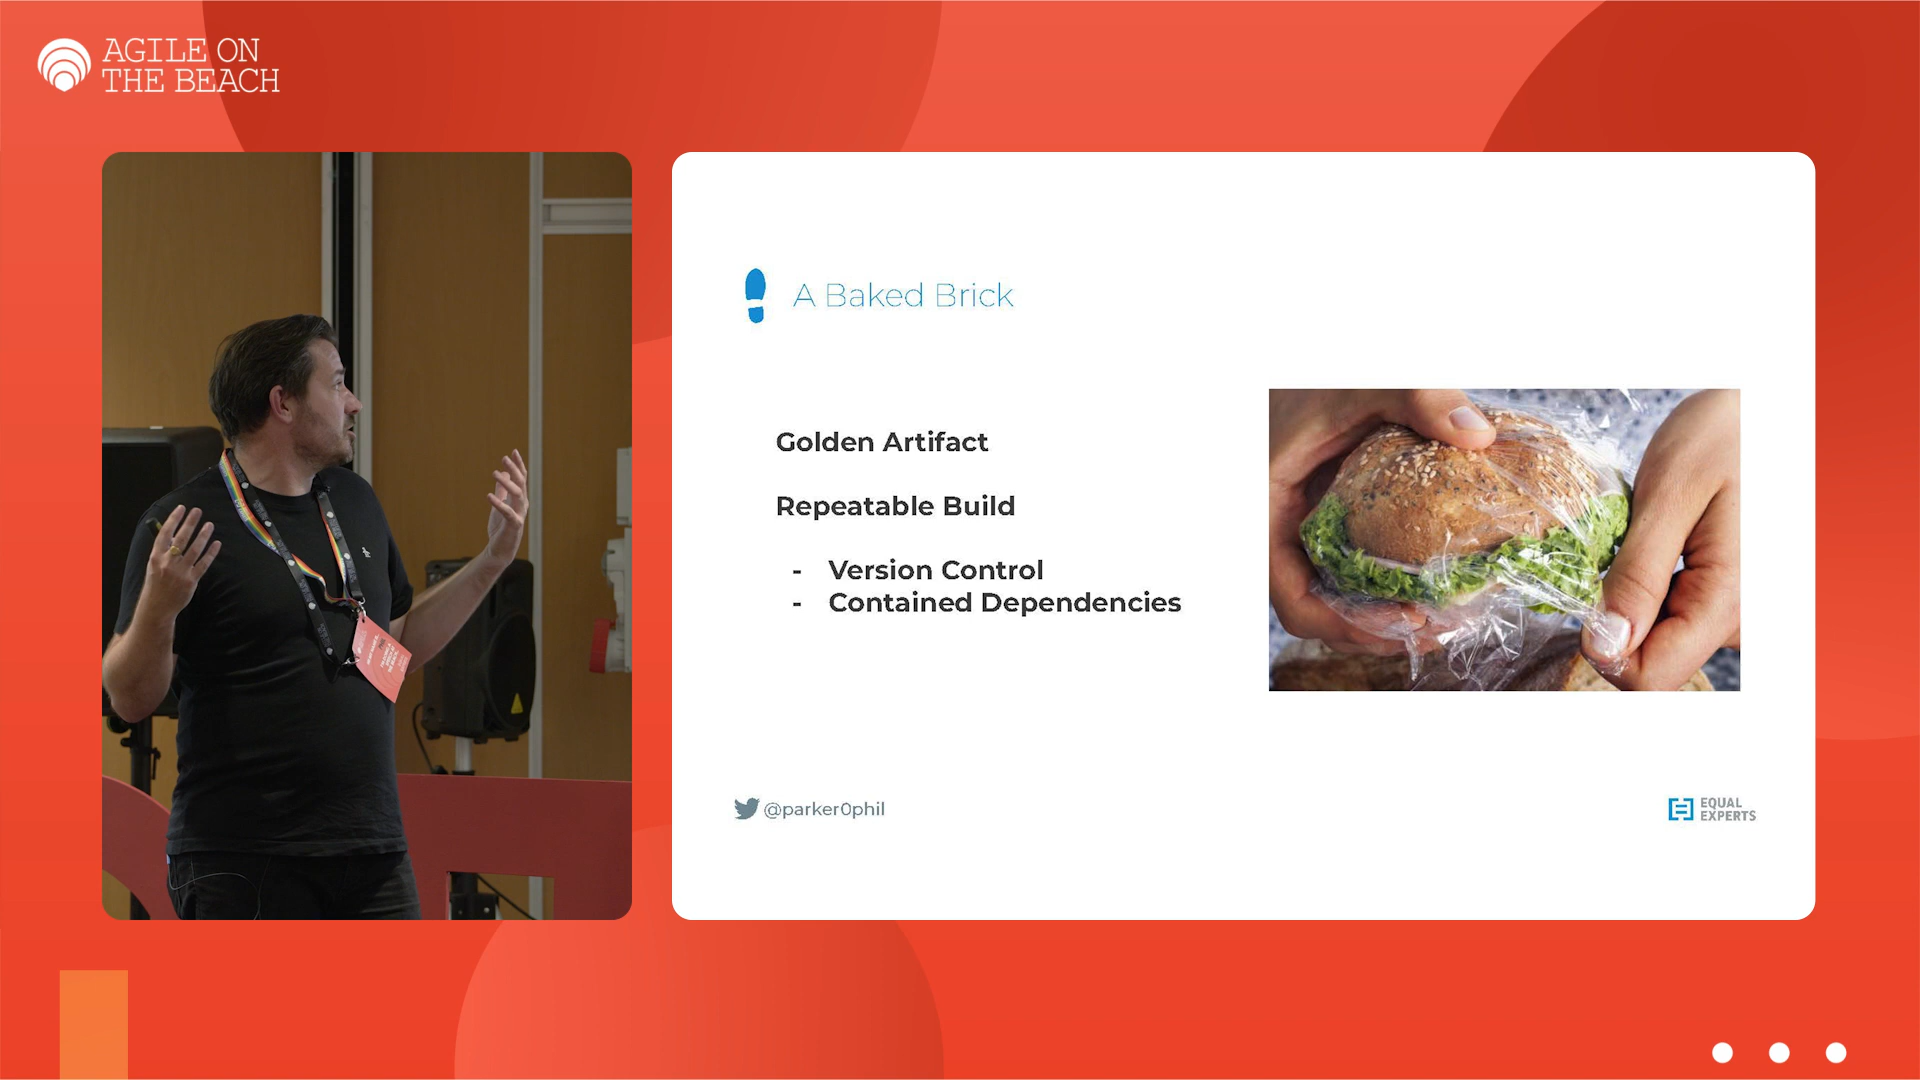 AGILE ON
THE BEACH
A Baked Brick
Golden Artifact
Repeatable Build
- Version Control
- Contained Dependencies
@parker0phil
EQUAL
EXPERTS